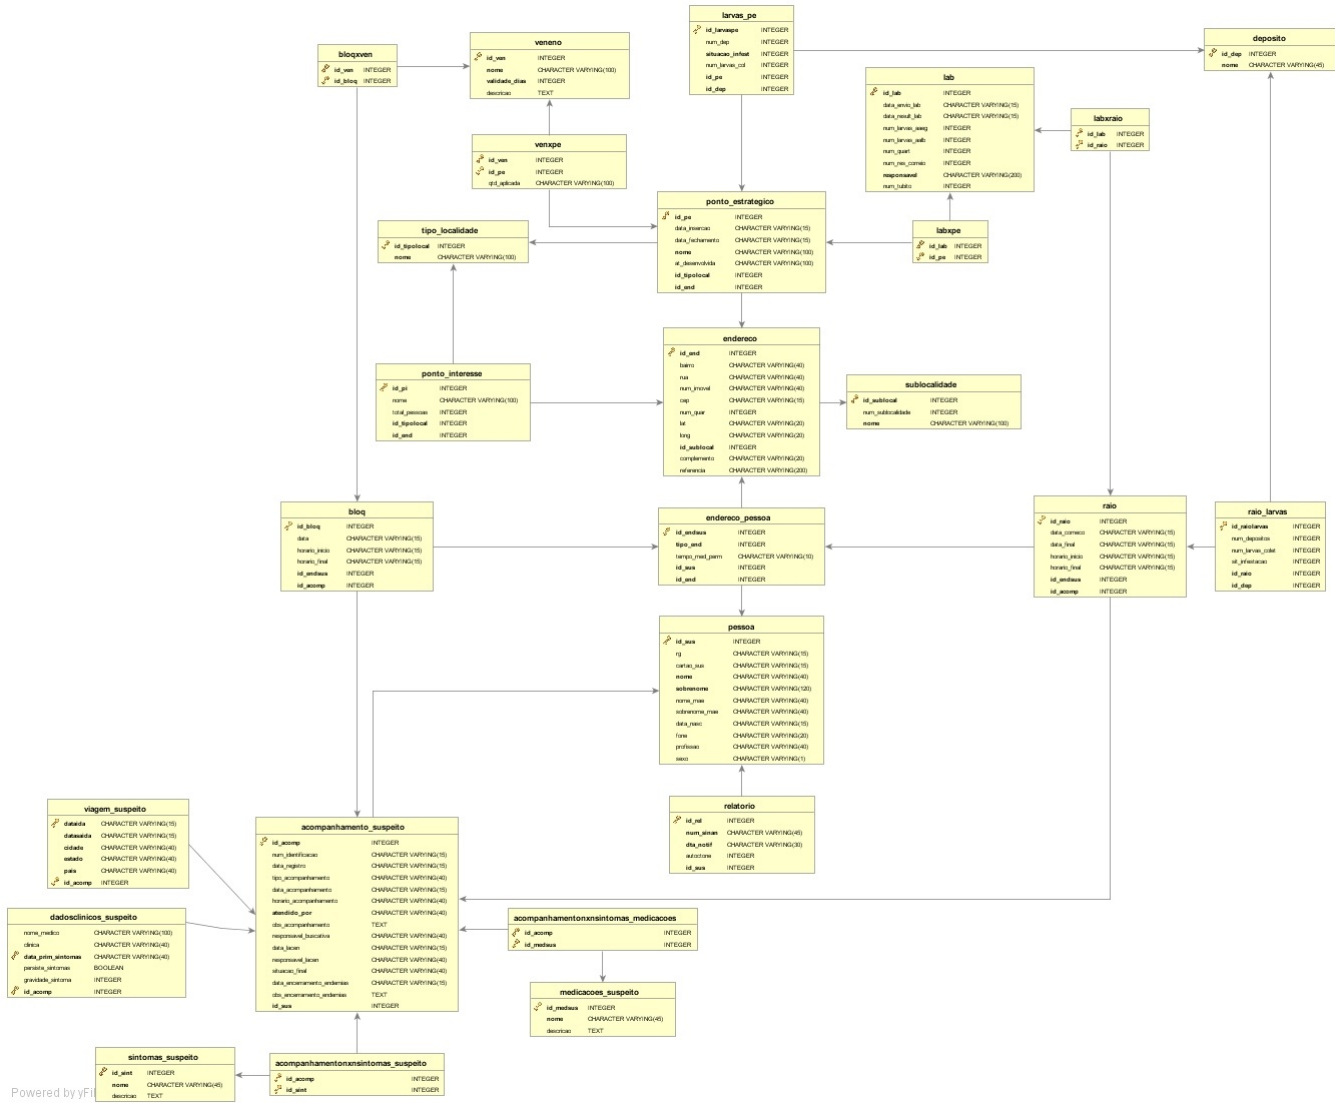 larvas_pe
id_larvaspe INTEGER
num_dep INTEGER
situacao_infest INTEGER
num_larvas_col INTEGER
id_pe INTEGER
id_dep INTEGER
deposito
id_dep INTEGER
nome CHARACTER VARYING(45)
bloqxven
id_ven INTEGER
id_bloq INTEGER
veneno
id_ven INTEGER
nome CHARACTER VARYING(100)
validade_dias INTEGER
descricao TEXT
lab
id_lab INTEGER
data_envio_lab CHARACTER VARYING(15)
data_result_lab CHARACTER VARYING(15)
num_larvas_aaeg INTEGER
num_larvas_aalb INTEGER
num_quart INTEGER
num_rec_correio INTEGER
responsavel CHARACTER VARYING(200)
num_tubito INTEGER
labxraio
id_lab INTEGER
id_raio INTEGER
venxpe
id_ven INTEGER
id_pe INTEGER
qtd_aplicada CHARACTER VARYING(100)
ponto_estrategico
id_pe INTEGER
data_insercao CHARACTER VARYING(15)
data_fechamento CHARACTER VARYING(15)
nome CHARACTER VARYING(100)
at_desenvolvida CHARACTER VARYING(100)
id_tipolocal INTEGER
id_end INTEGER
tipo_localidade
id_tipolocal INTEGER
nome CHARACTER VARYING(100)
labxpe
id_lab INTEGER
id_pe INTEGER
endereco
id_end INTEGER
bairro CHARACTER VARYING(40)
rua CHARACTER VARYING(40)
num_imovel CHARACTER VARYING(40)
cep CHARACTER VARYING(15)
num_quar INTEGER
lat CHARACTER VARYING(20)
long CHARACTER VARYING(20)
id_sublocal INTEGER
complemento CHARACTER VARYING(20)
referencia CHARACTER VARYING(200)
ponto_interesse
id_pi INTEGER
nome CHARACTER VARYING(100)
total_pessoas INTEGER
id_tipolocal INTEGER
id_end INTEGER
sublocalidade
id_sublocal INTEGER
num_sublocalidade INTEGER
nome CHARACTER VARYING(100)
bloq
id_bloq INTEGER
data CHARACTER VARYING(15)
horario_inicio CHARACTER VARYING(15)
horario_final CHARACTER VARYING(15)
id_endsus INTEGER
id_acomp INTEGER
endereco_pessoa
id_endsus INTEGER
tipo_end INTEGER
tempo_med_perm CHARACTER VARYING(10)
id_sus INTEGER
id_end INTEGER
raio
id_raio INTEGER
data_comeco CHARACTER VARYING(15)
data_final CHARACTER VARYING(15)
horario_inicio CHARACTER VARYING(15)
horario_final CHARACTER VARYING(15)
id_endsus INTEGER
id_acomp INTEGER
raio_larvas
id_raiolarvas INTEGER
num_depositos INTEGER
num_larvas_colet INTEGER
sit_infestacao INTEGER
id_raio INTEGER
id_dep INTEGER
pessoa
id_sus INTEGER
rg CHARACTER VARYING(15)
cartao_sus CHARACTER VARYING(15)
nome CHARACTER VARYING(40)
sobrenome CHARACTER VARYING(120)
nome_mae CHARACTER VARYING(40)
sobrenome_mae CHARACTER VARYING(40)
data_nasc CHARACTER VARYING(15)
fone CHARACTER VARYING(20)
profissao CHARACTER VARYING(40)
sexo CHARACTER VARYING(1)
relatorio
id_rel INTEGER
num_sinan CHARACTER VARYING(45)
dta_notif CHARACTER VARYING(30)
autoctone INTEGER
id_sus INTEGER
viagem_suspeito
dataida CHARACTER VARYING(15)
datasaida CHARACTER VARYING(15)
cidade CHARACTER VARYING(40)
estado CHARACTER VARYING(40)
pais CHARACTER VARYING(40)
id_acomp INTEGER
acompanhamento_suspeito
id_acomp INTEGER
num_identificacao CHARACTER VARYING(15)
data_registro CHARACTER VARYING(15)
tipo_acompanhamento CHARACTER VARYING(40)
data_acompanhamento CHARACTER VARYING(15)
horario_acompanhamento CHARACTER VARYING(40)
atendido_por CHARACTER VARYING(40)
obs_acompanhamento TEXT
responsavel_buscativa CHARACTER VARYING(40)
data_lacen CHARACTER VARYING(15)
responsavel_lacen CHARACTER VARYING(40)
situacao_final CHARACTER VARYING(40)
data_encerramento_endemias CHARACTER VARYING(15)
obs_encerramento_endemias TEXT
id_sus INTEGER
dadosclinicos_suspeito
nome_medico CHARACTER VARYING(100)
clinica CHARACTER VARYING(40)
data_prim_sintomas CHARACTER VARYING(40)
persiste_sintomas BOOLEAN
gravidade_sintoma INTEGER
id_acomp INTEGER
acompanhamentonxnsintomas_medicacoes
id_acomp INTEGER
id_medsus INTEGER
medicacoes_suspeito
id_medsus INTEGER
nome CHARACTER VARYING(45)
descricao TEXT
sintomas_suspeito
id_sint INTEGER
nome CHARACTER VARYING(45)
descricao TEXT
acompanhamentonxnsintomas_suspeito
id_acomp INTEGER
id_sint INTEGER
Powered by yFil